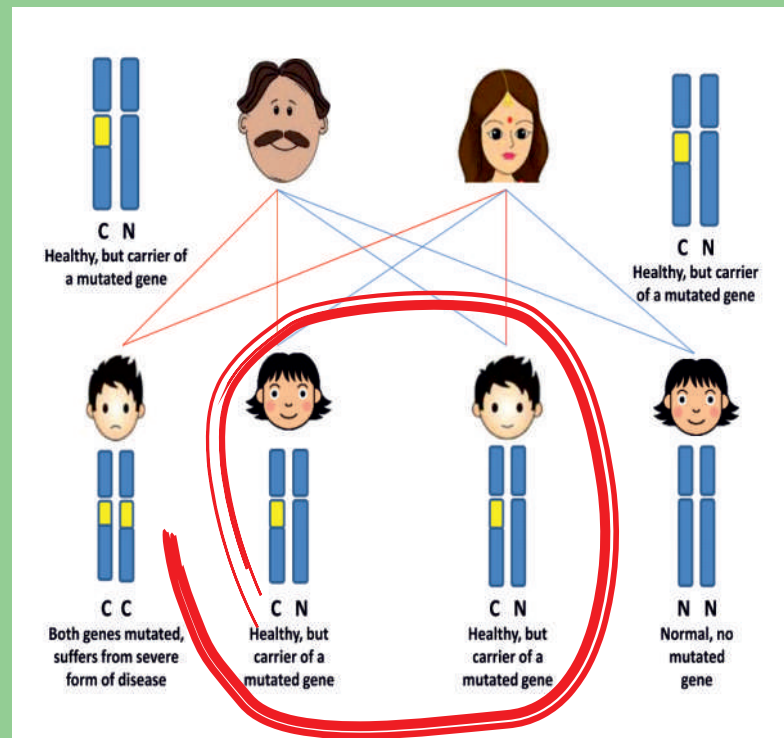 C N
Healthy, but carrier of
a mutated gene
C N
Healthy, but carrier
of a mutated gene
C C
Both genes mutated,
suffers from severe
form of disease
C N
Healthy, but
carrier of a
mutated gene
C N
Healthy, but
carrier of a
mutated gene
N N
Normal, no
mutated
gene